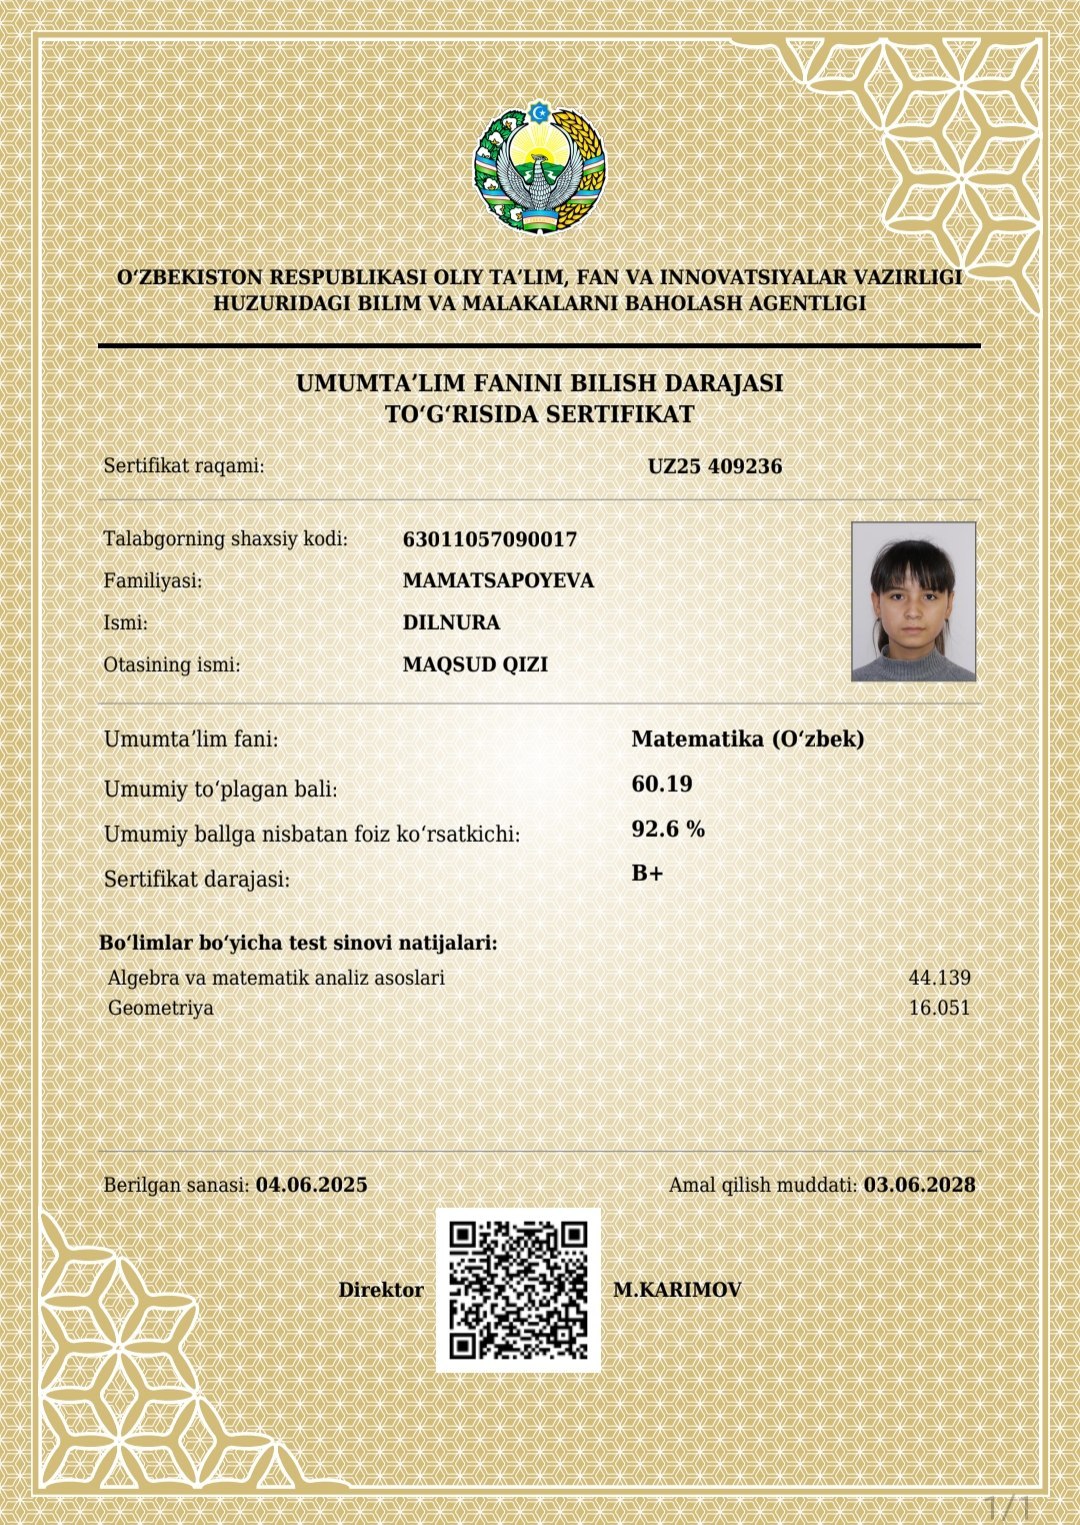 O‘ZBEKISTON RESPUBLIKASI OLIY TA’LIM, FAN VA INNOVATSIYALAR VAZIRLIGI
HUZURIDAGI BILIM VA MALAKALARNI BAHOLASH AGENTLIGI
UMUMTA’LIM FANINI BILISH DARAJASI
TO‘G‘RISIDA SERTIFIKAT
Sertifikat raqami: UZ25 409236
Talabgorning shaxsiy kodi: 63011057090017
Familiyasi: MAMATSAPOYEVA
Ismi: DILNURA
Otasining ismi: MAQSUD QIZI
Umumta’lim fani: Matematika (O‘zbek)
Umumiy to‘plagan bali: 60.19
Umumiy ballga nisbatan foiz ko‘rsatkichi: 92.6 %
Sertifikat darajasi: B+
Bo‘limlar bo‘yicha test sinovi natijalari:
Algebra va matematik analiz asoslari 44.139
Geometriya 16.051
Berilgan sanasi: 04.06.2025 Amal qilish muddati: 03.06.2028
Direktor M.KARIMOV
1/1